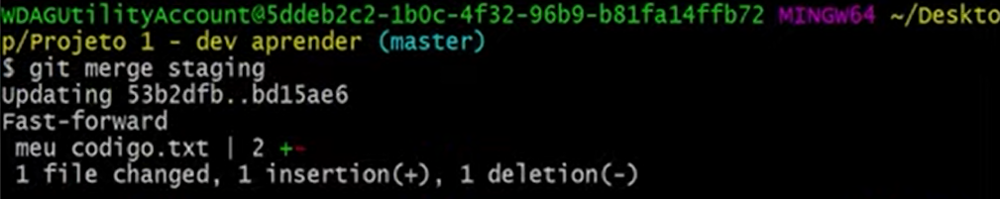 WDAGUtilityAccount@5ddeb2c2-1b0c-4f32-96b9-b81fa14ffb72 MINGW64 ~/Deskto
p/Projeto 1 - dev aprender (master)
$ git merge staging
Updating 53b2dfb..bd15ae6
Fast-forward
 meu codigo.txt | 2 +-
 1 file changed, 1 insertion(+), 1 deletion(-)